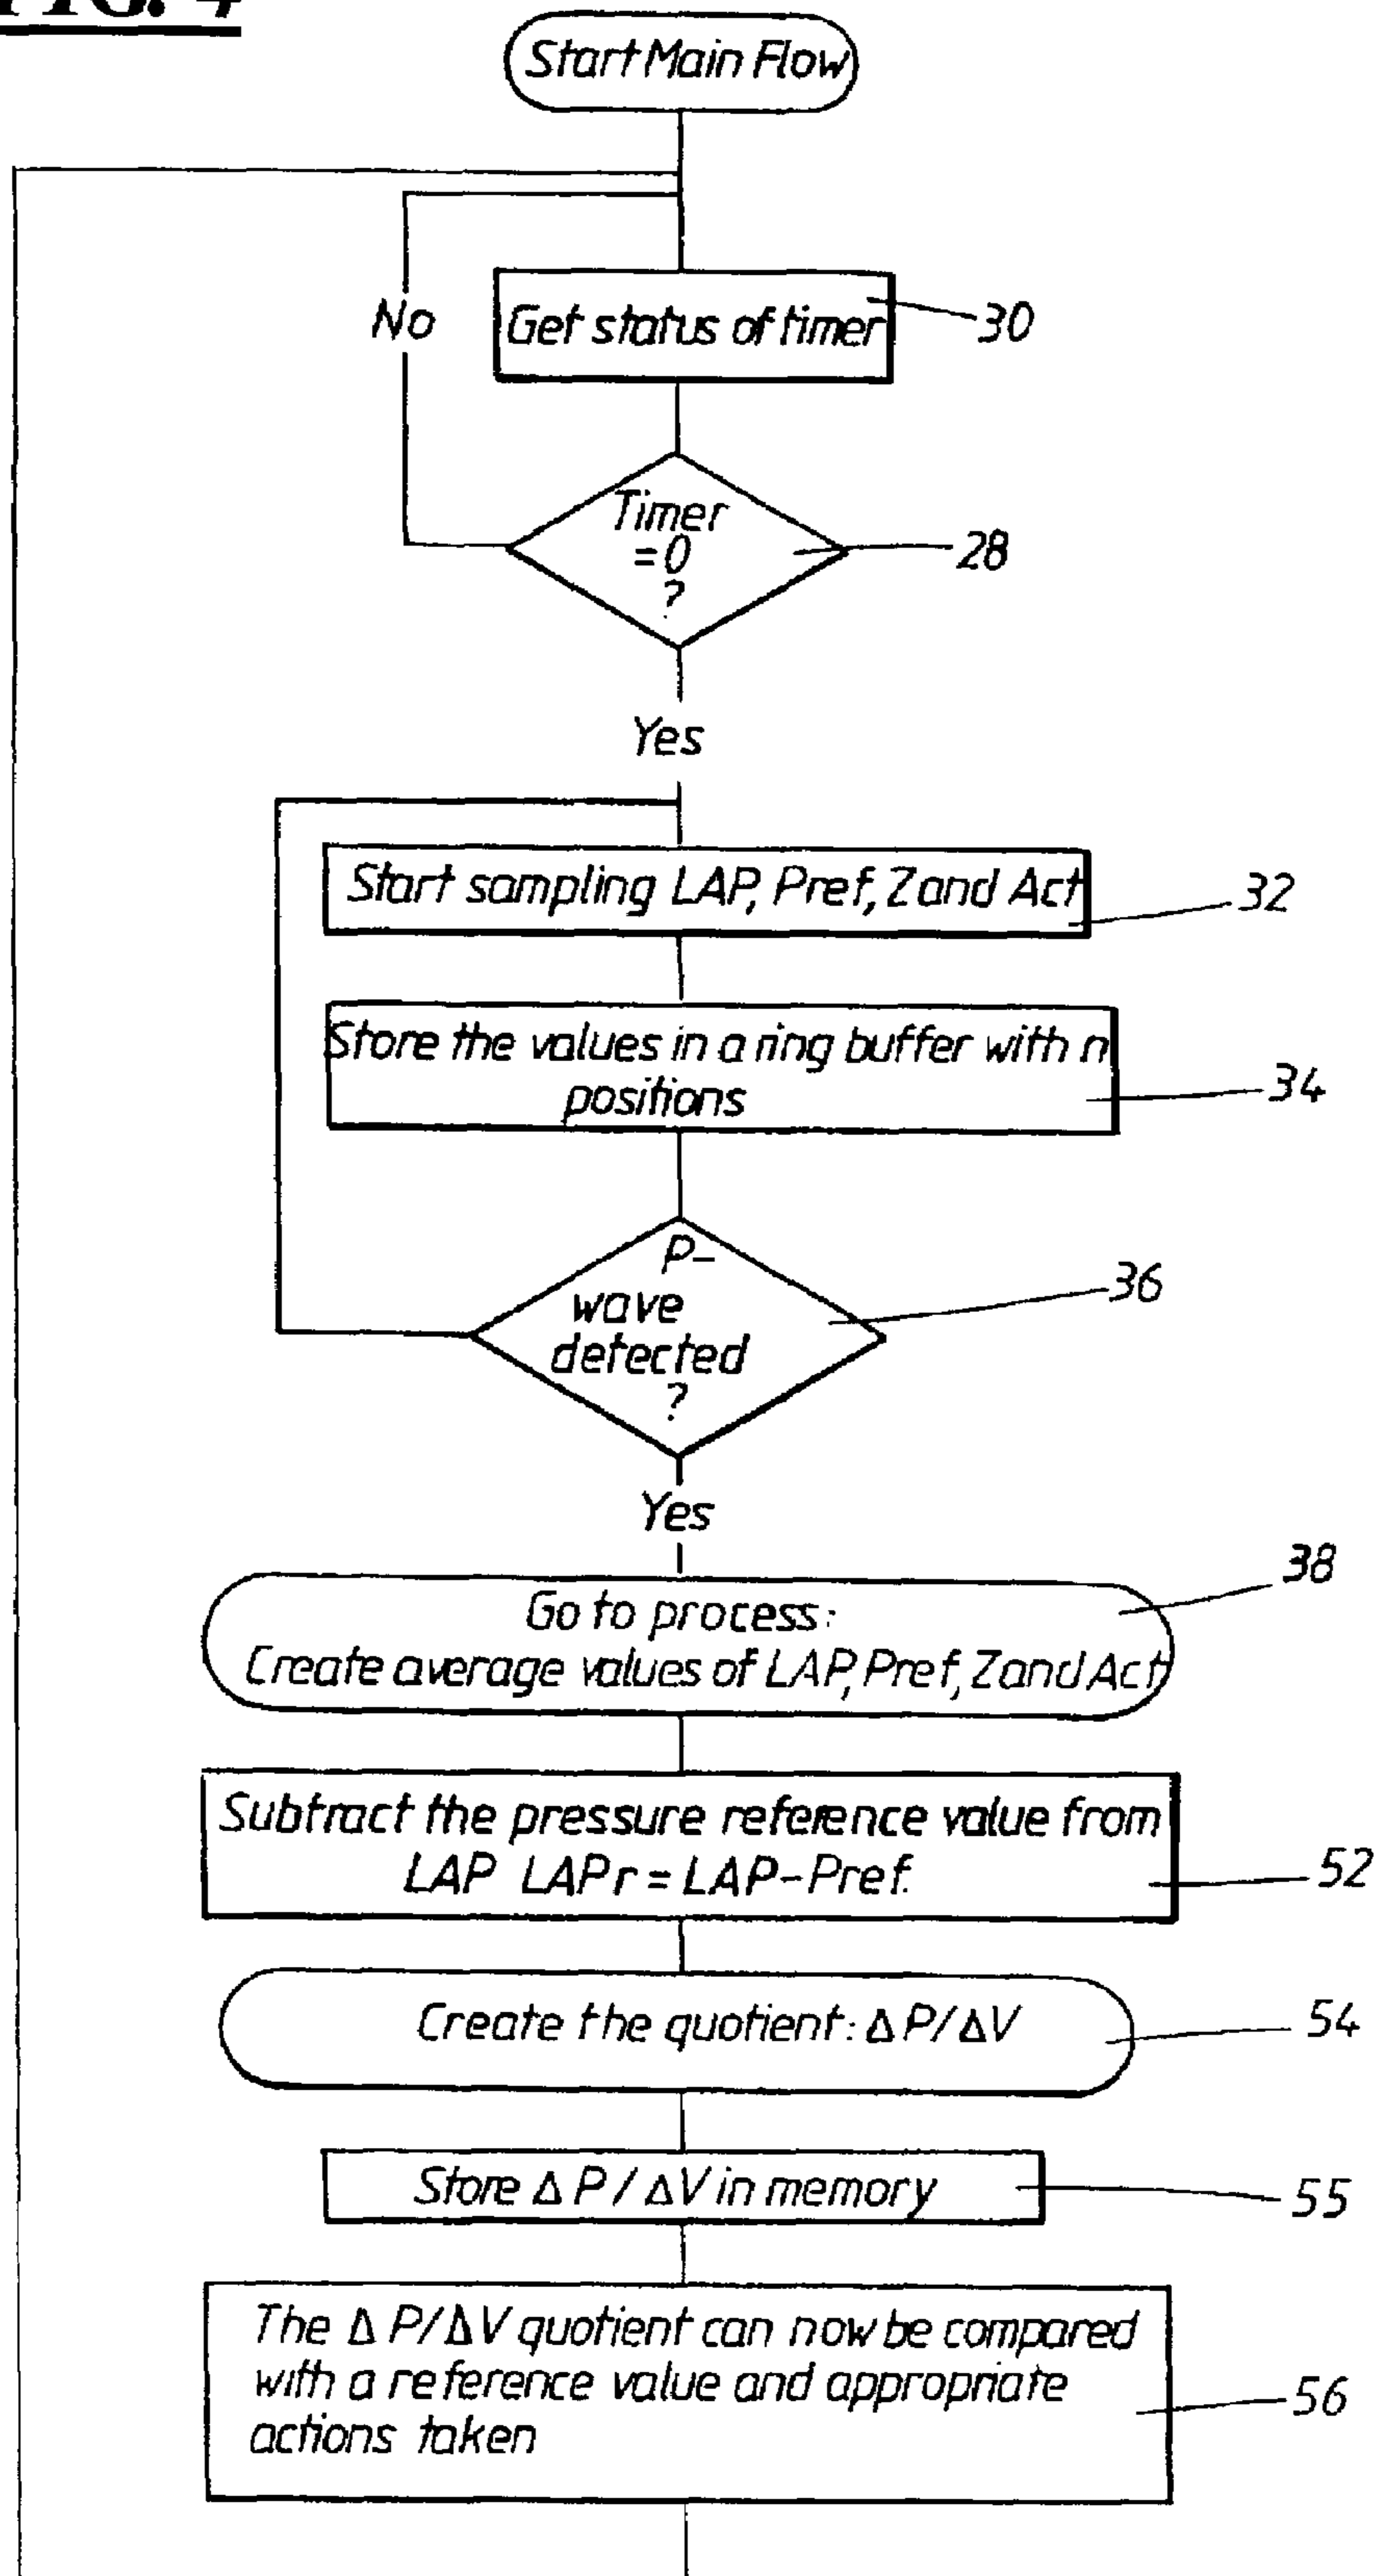 FIG. 4
Start Main Flow
No
Get status of timer
30
Timer
=0
?
28
Yes
Start sampling LAP, Pref, Z and Act
32
Store the values in a ring buffer with n
positions
34
P-
wave
detected
?
36
Yes
38
Go to process:
Create average values of LAP, Pref, Z and Act
Subtract the pressure reference value from
LAP LAPr = LAP-Pref.
52
Create the quotient: Δ P/ΔV
54
Store Δ P / ΔV in memory
55
The Δ P/ΔV quotient can now be compared
with a reference value and appropriate
actions taken
56